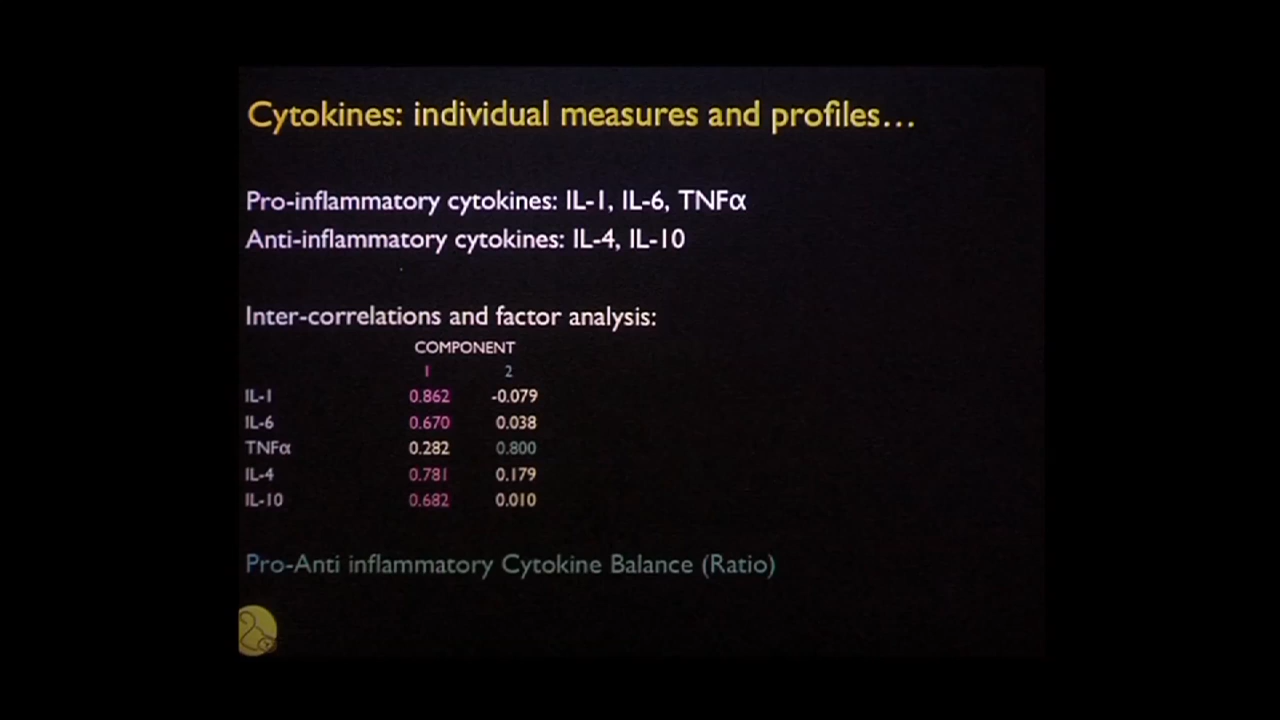 Cytokines: individual measures and profiles…
Pro-inflammatory cytokines: IL-1, IL-6, TNFα
Anti-inflammatory cytokines: IL-4, IL-10
Inter-correlations and factor analysis:
COMPONENT
1 2
IL-1 0.862 -0.079
IL-6 0.670 0.038
TNFα 0.282 0.800
IL-4 0.781 0.179
IL-10 0.682 0.010
Pro-Anti inflammatory Cytokine Balance (Ratio)